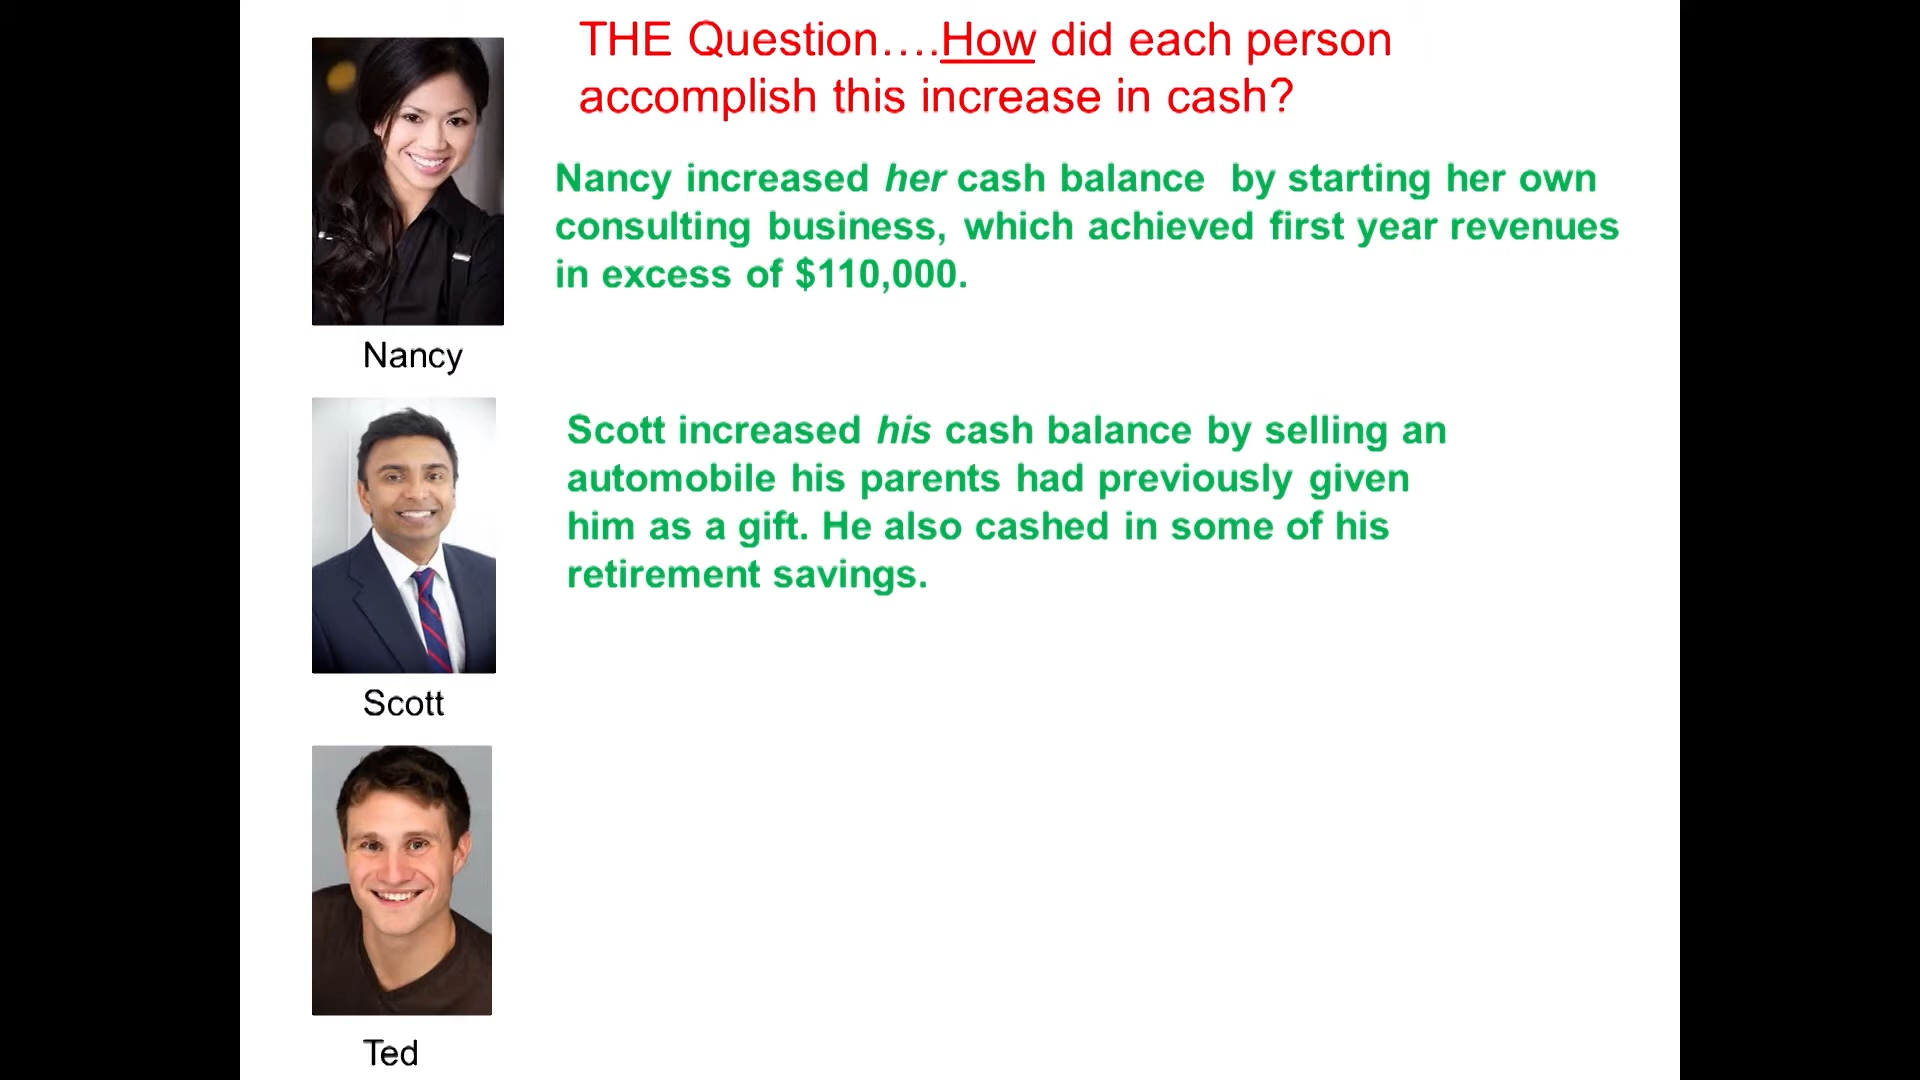 THE Question....How did each person
accomplish this increase in cash?
Nancy increased her cash balance by starting her own
consulting business, which achieved first year revenues
in excess of $110,000.
Nancy
Scott increased his cash balance by selling an
automobile his parents had previously given
him as a gift. He also cashed in some of his
retirement savings.
Scott
Ted